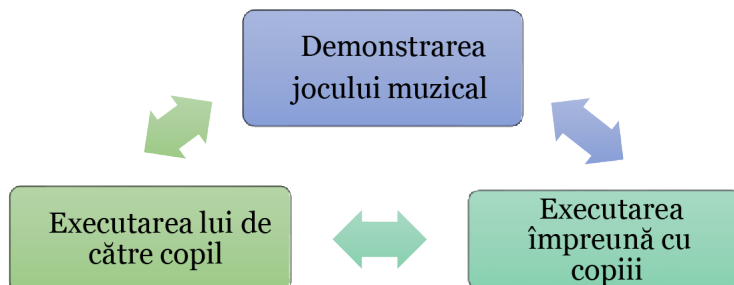 Demonstrarea
jocului muzical
Executarea lui de
către copil
Executarea
împreună cu
copiii